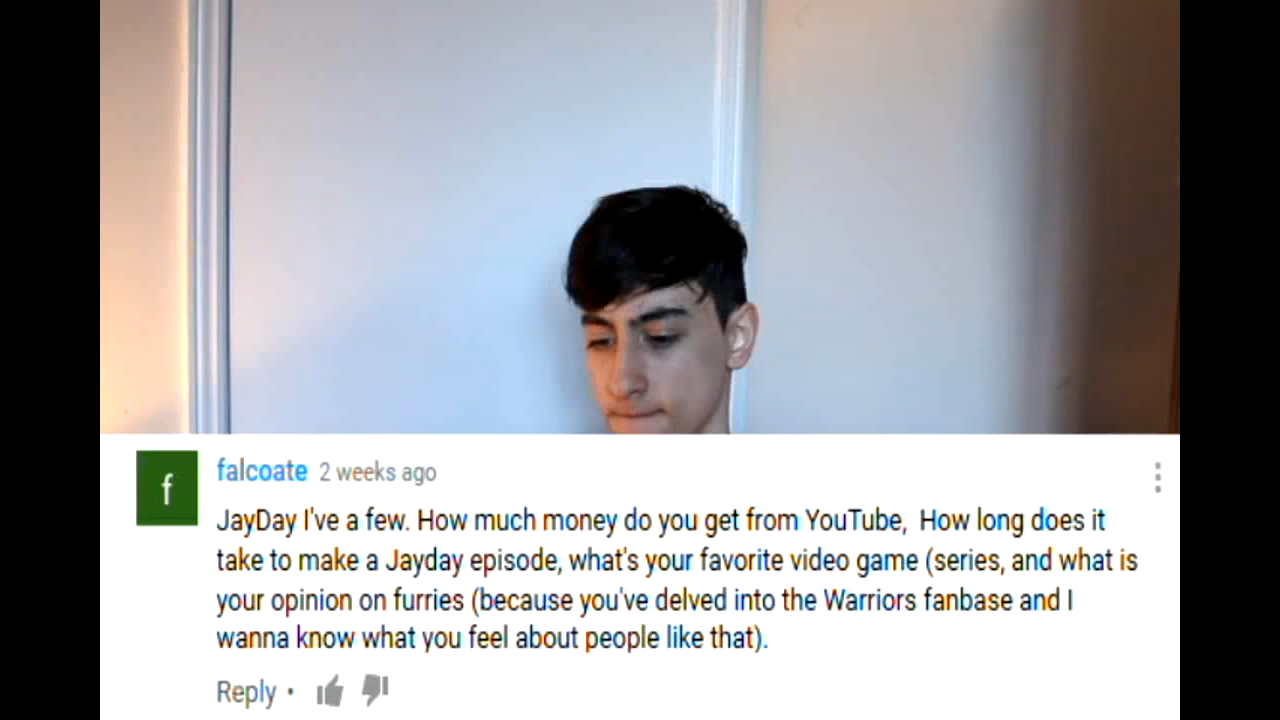 f
falcoate 2 weeks ago
JayDay I've a few. How much money do you get from YouTube, How long does it
take to make a Jayday episode, what's your favorite video game (series, and what is
your opinion on furries (because you've delved into the Warriors fanbase and I
wanna know what you feel about people like that).
Reply •